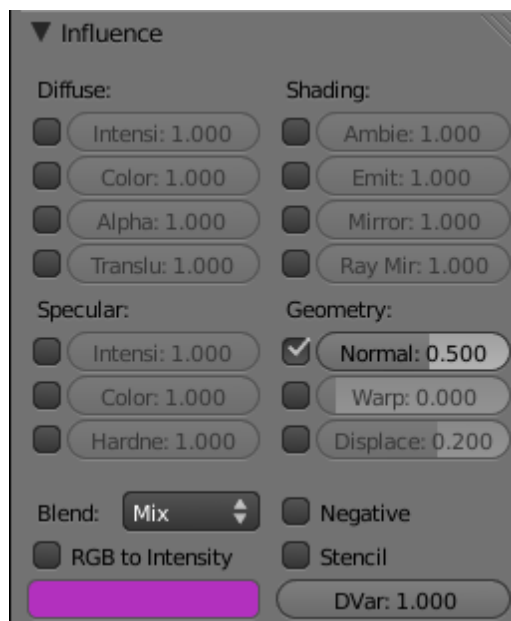 Influence
Diffuse: Shading:
Intensi: 1.000 Ambie: 1.000
Color: 1.000 Emit: 1.000
Alpha: 1.000 Mirror: 1.000
Translu: 1.000 Ray Mir: 1.000
Specular: Geometry:
Intensi: 1.000 Normal: 0.500
Color: 1.000 Warp: 0.000
Hardne: 1.000 Displace: 0.200
Blend: Mix Negative
RGB to Intensity Stencil
DVar: 1.000